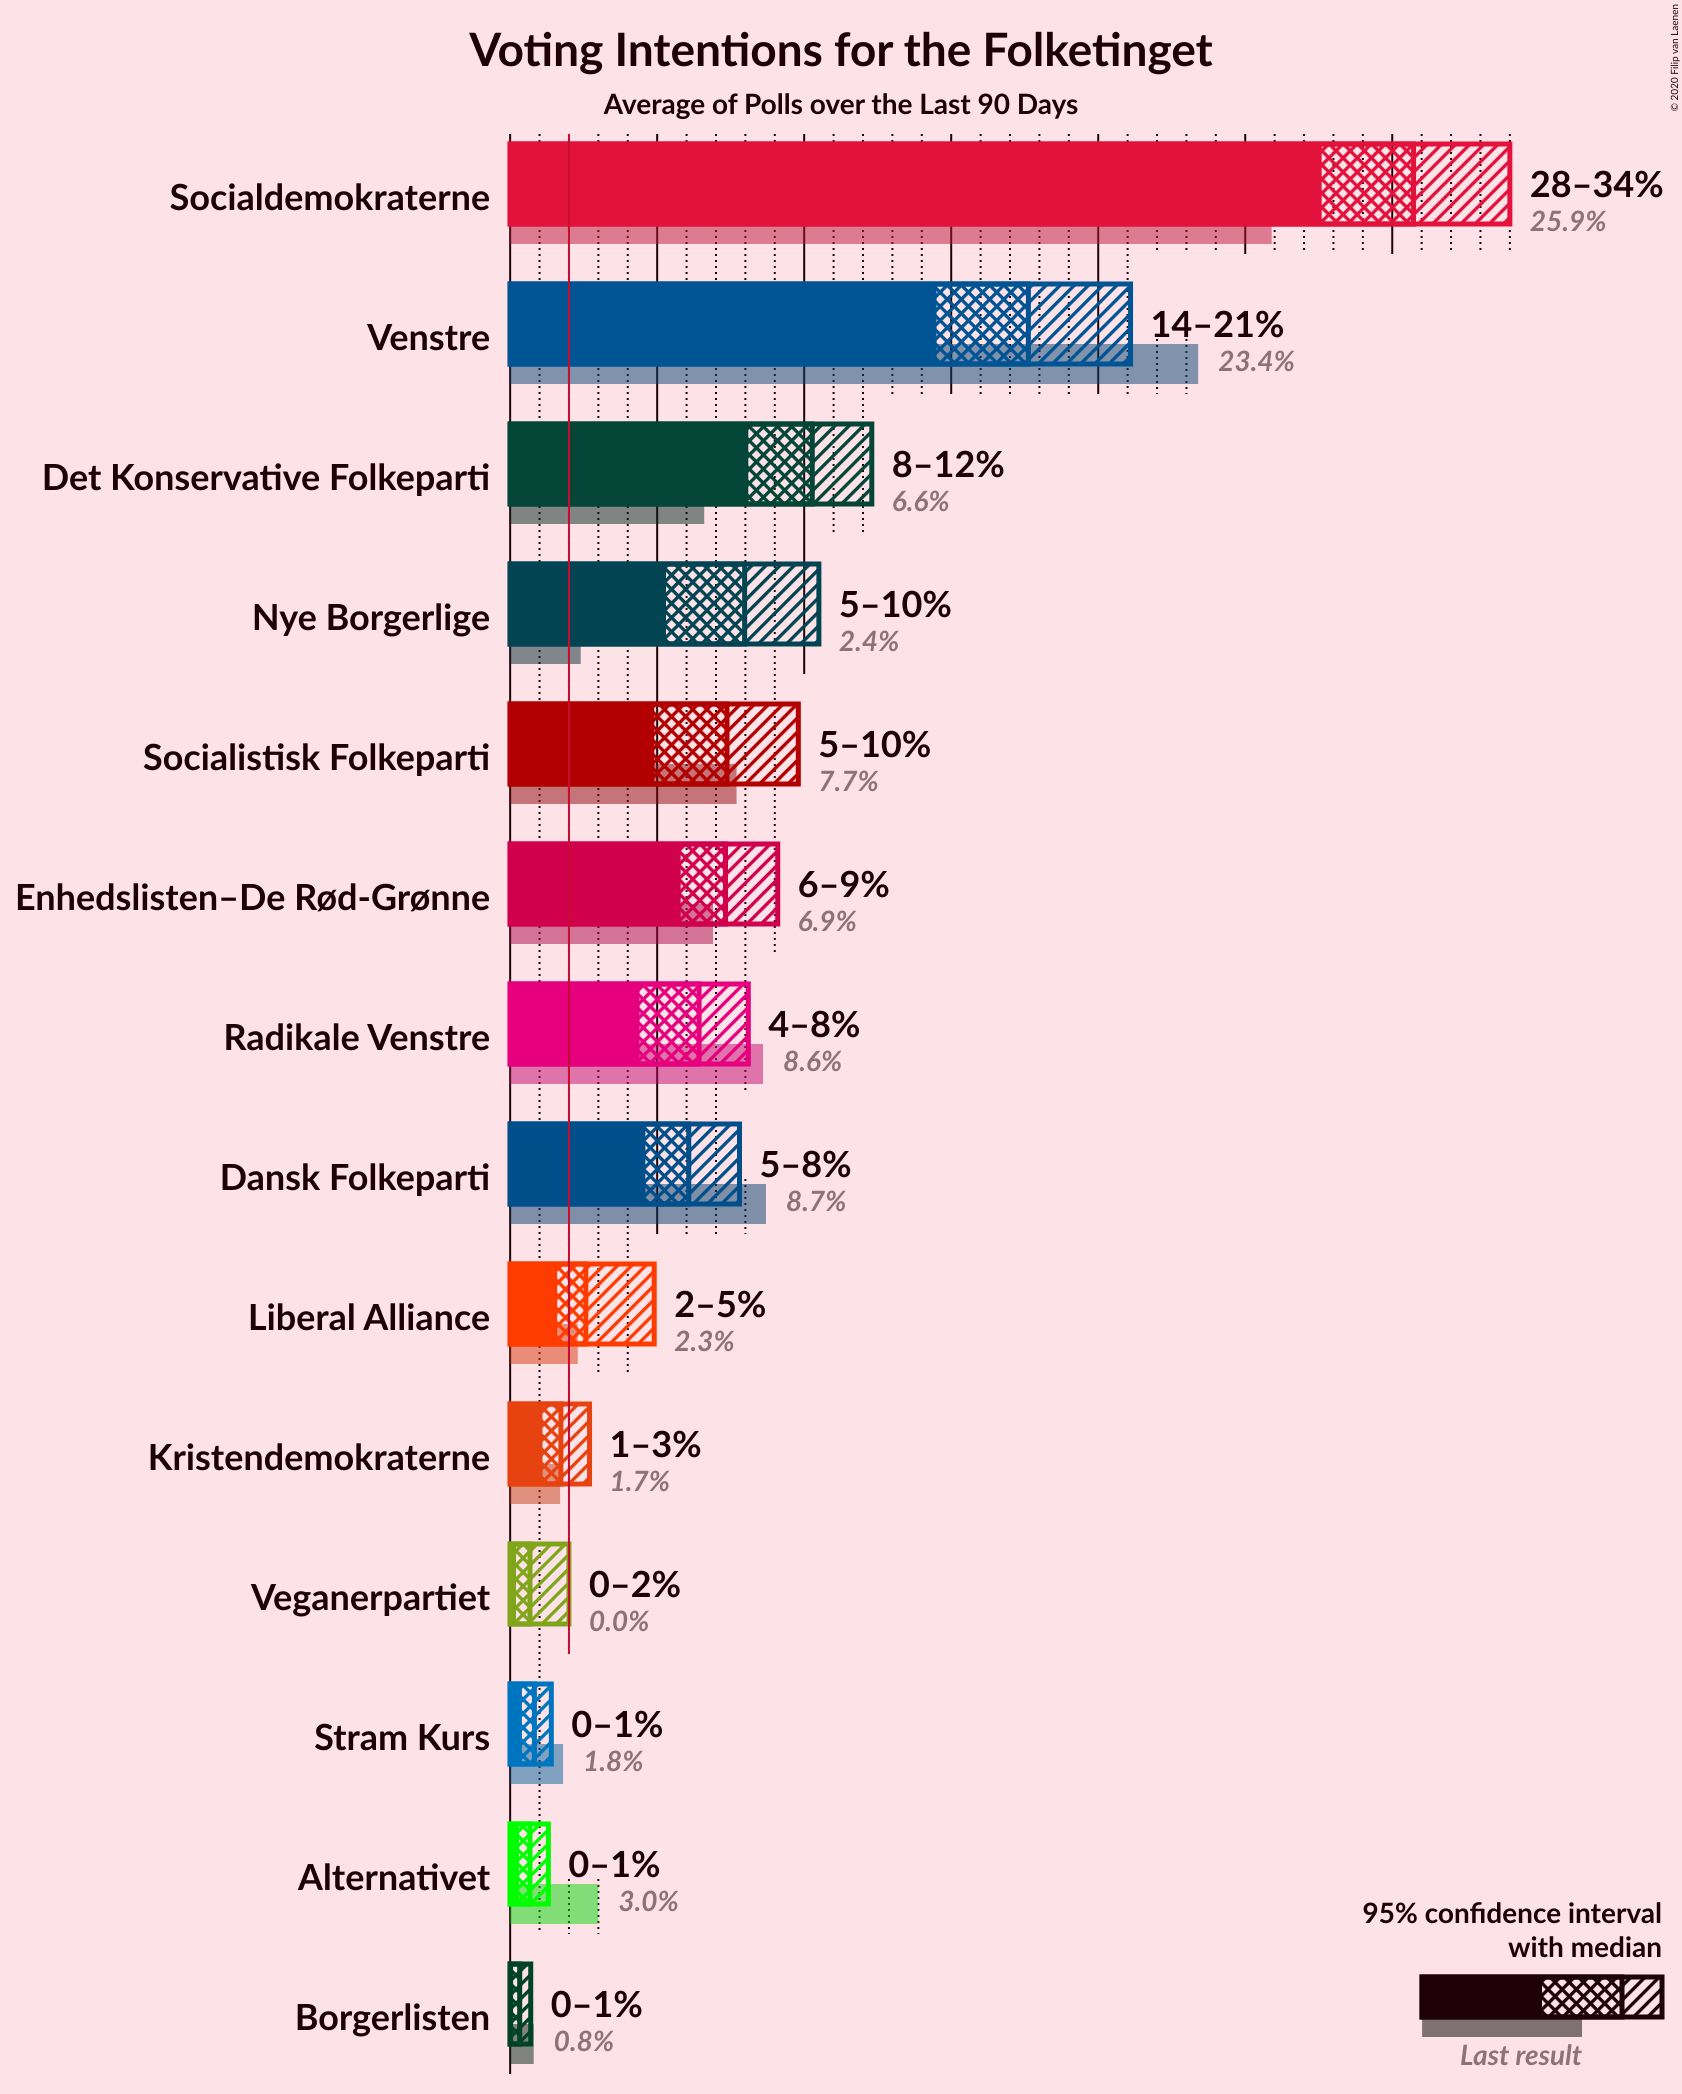 © 2020 Filip van Laenen
Voting Intentions for the Folketinget
Average of Polls over the Last 90 Days
Socialdemokraterne
28–34%
25.9%
Venstre
14–21%
23.4%
Det Konservative Folkeparti
8–12%
6.6%
Nye Borgerlige
5–10%
2.4%
Socialistisk Folkeparti
5–10%
7.7%
Enhedslisten–De Rød-Grønne
6–9%
6.9%
Radikale Venstre
4–8%
8.6%
Dansk Folkeparti
5–8%
8.7%
Liberal Alliance
2–5%
2.3%
Kristendemokraterne
1–3%
1.7%
Veganerpartiet
0–2%
0.0%
Stram Kurs
0–1%
1.8%
Alternativet
0–1%
3.0%
Borgerlisten
0–1%
0.8%
95% confidence interval
with median
Last result